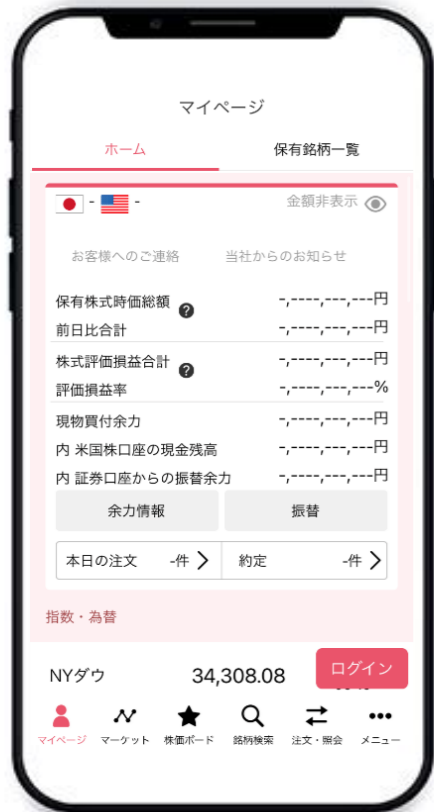 マイページ
ホーム 保有銘柄一覧
- - 金額非表示
お客様へのご連絡 当社からのお知らせ
保有株式時価総額 ? -,----,---,---円
前日比合計 -,----,---,---円
株式評価損益合計 ? -,----,---,---円
評価損益率 -,----,---,---%
現物買付余力 -,----,---,---円
内 米国株口座の現金残高 -,----,---,---円
内 証券口座からの振替余力 -,----,---,---円
余力情報 振替
本日の注文 -件 約定 -件
指数・為替
NYダウ 34,308.08 ログイン
マイページ マーケット 株価ボード 銘柄検索 注文・照会 メニュー